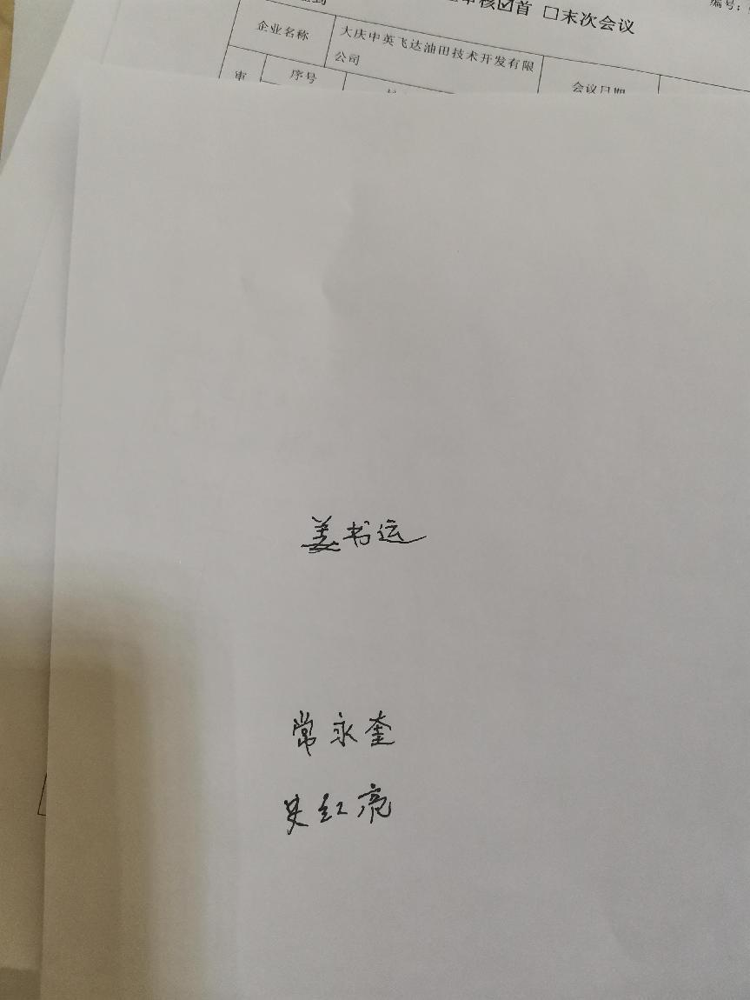 审核☑首 □末次会议
编号：
企业名称
大庆中英飞达油田技术开发有限
公司
会议日期
审
序号
姜书运
常永奎
史红亮